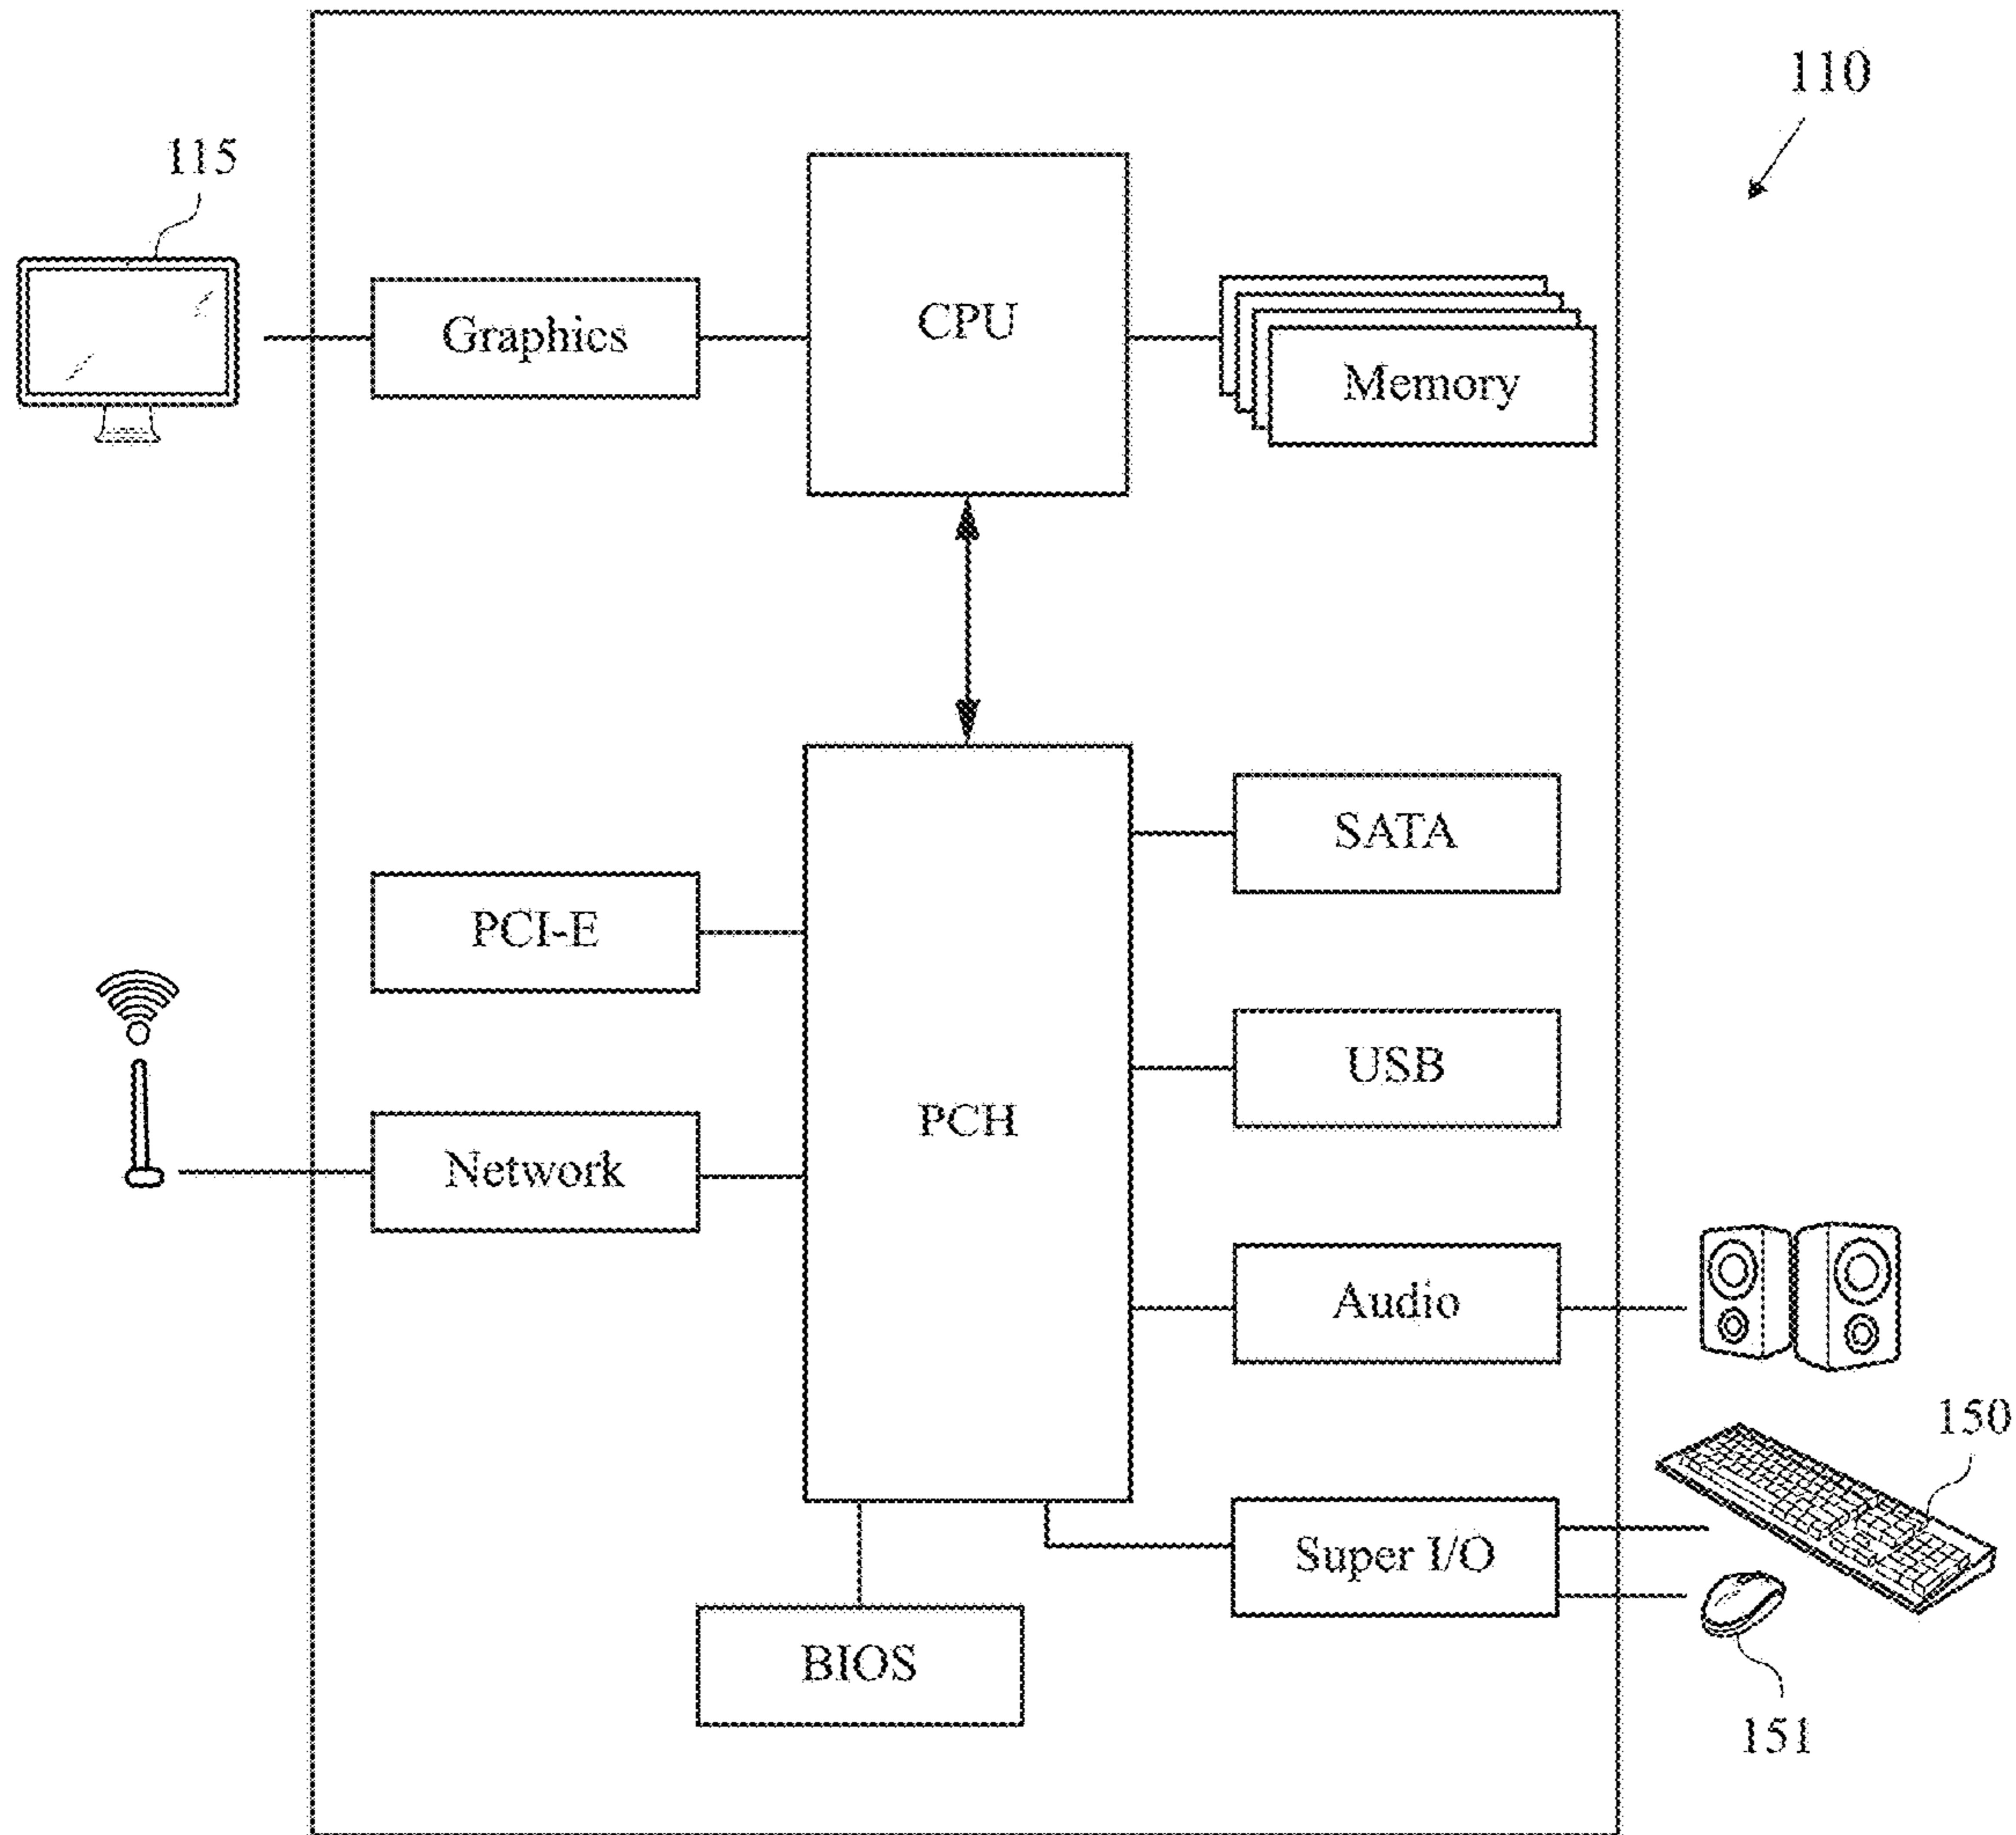 110
115
CPU
Graphics
Memory
SATA
PCI-E
USB
PCH
Network
Audio
150
Super I/O
BIOS
151